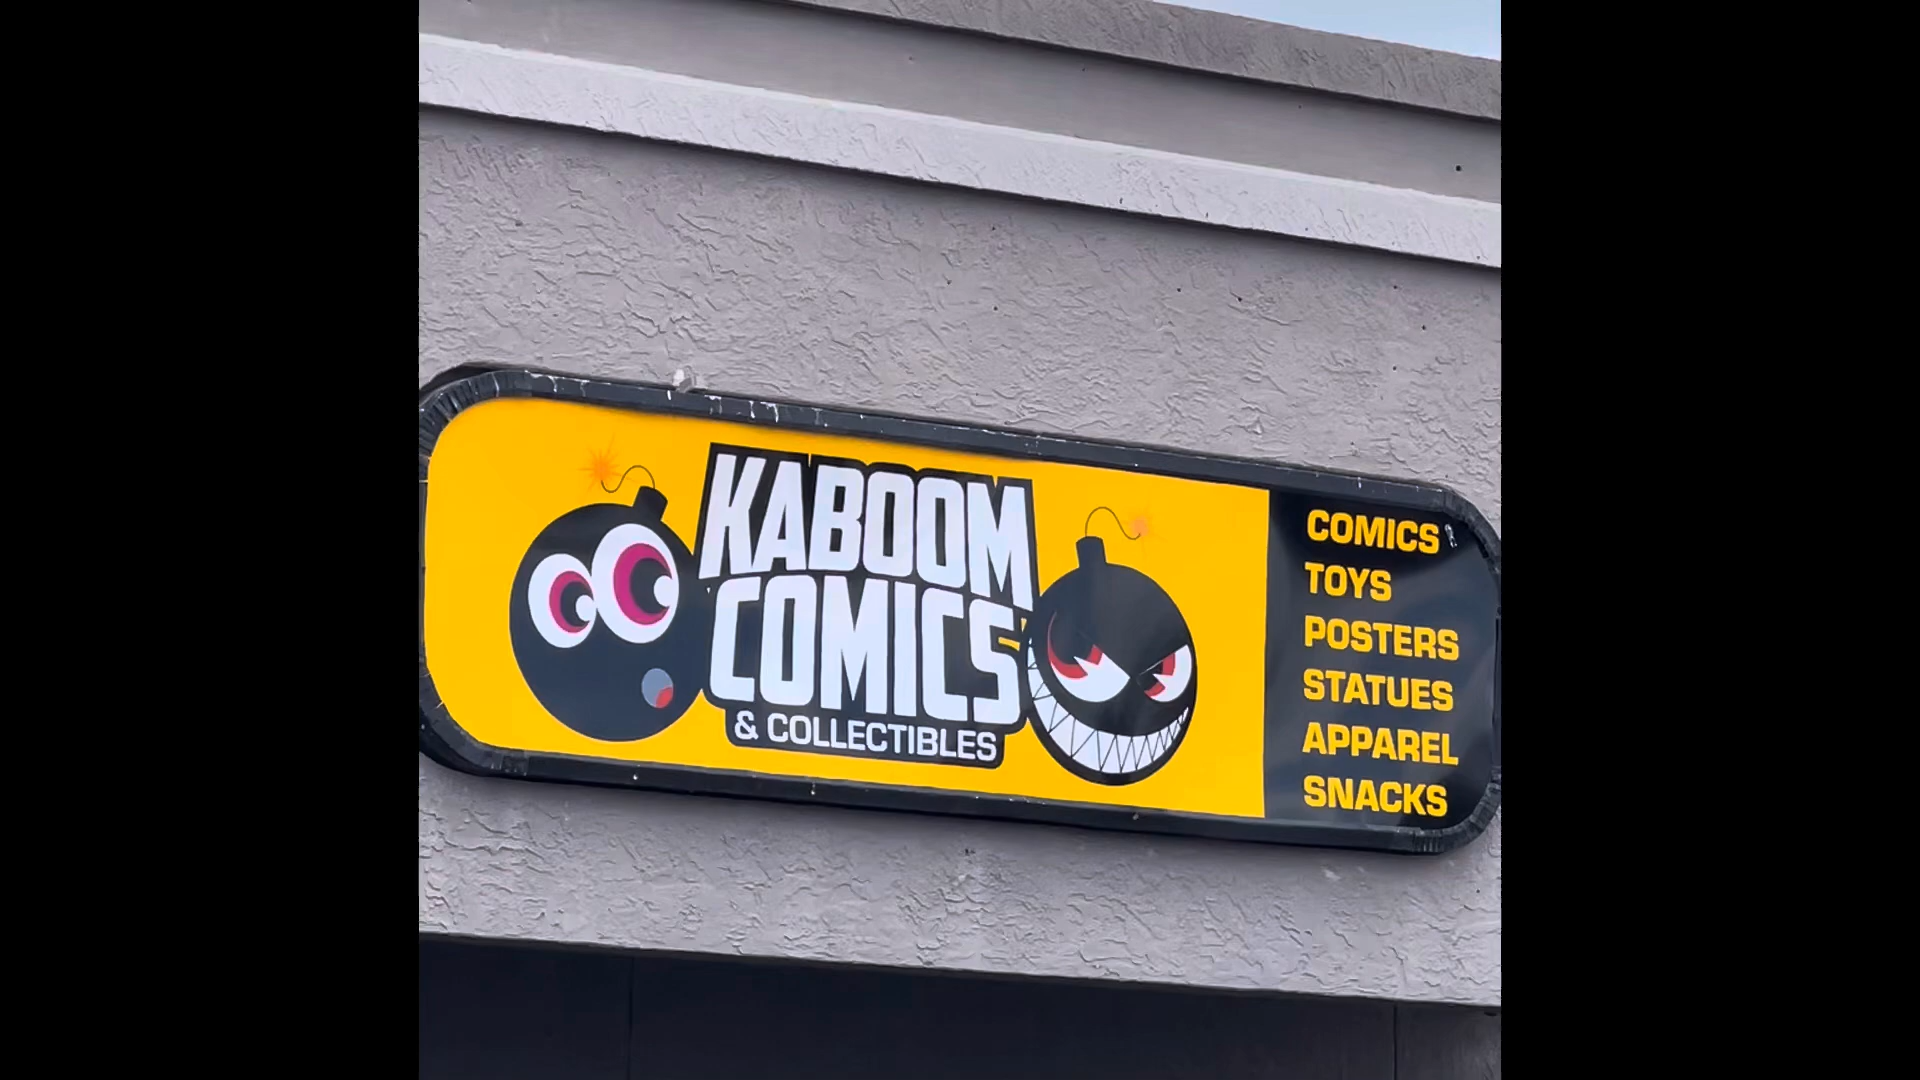 KABOOM
COMICS
& COLLECTIBLES
COMICS
TOYS
POSTERS
STATUES
APPAREL
SNACKS